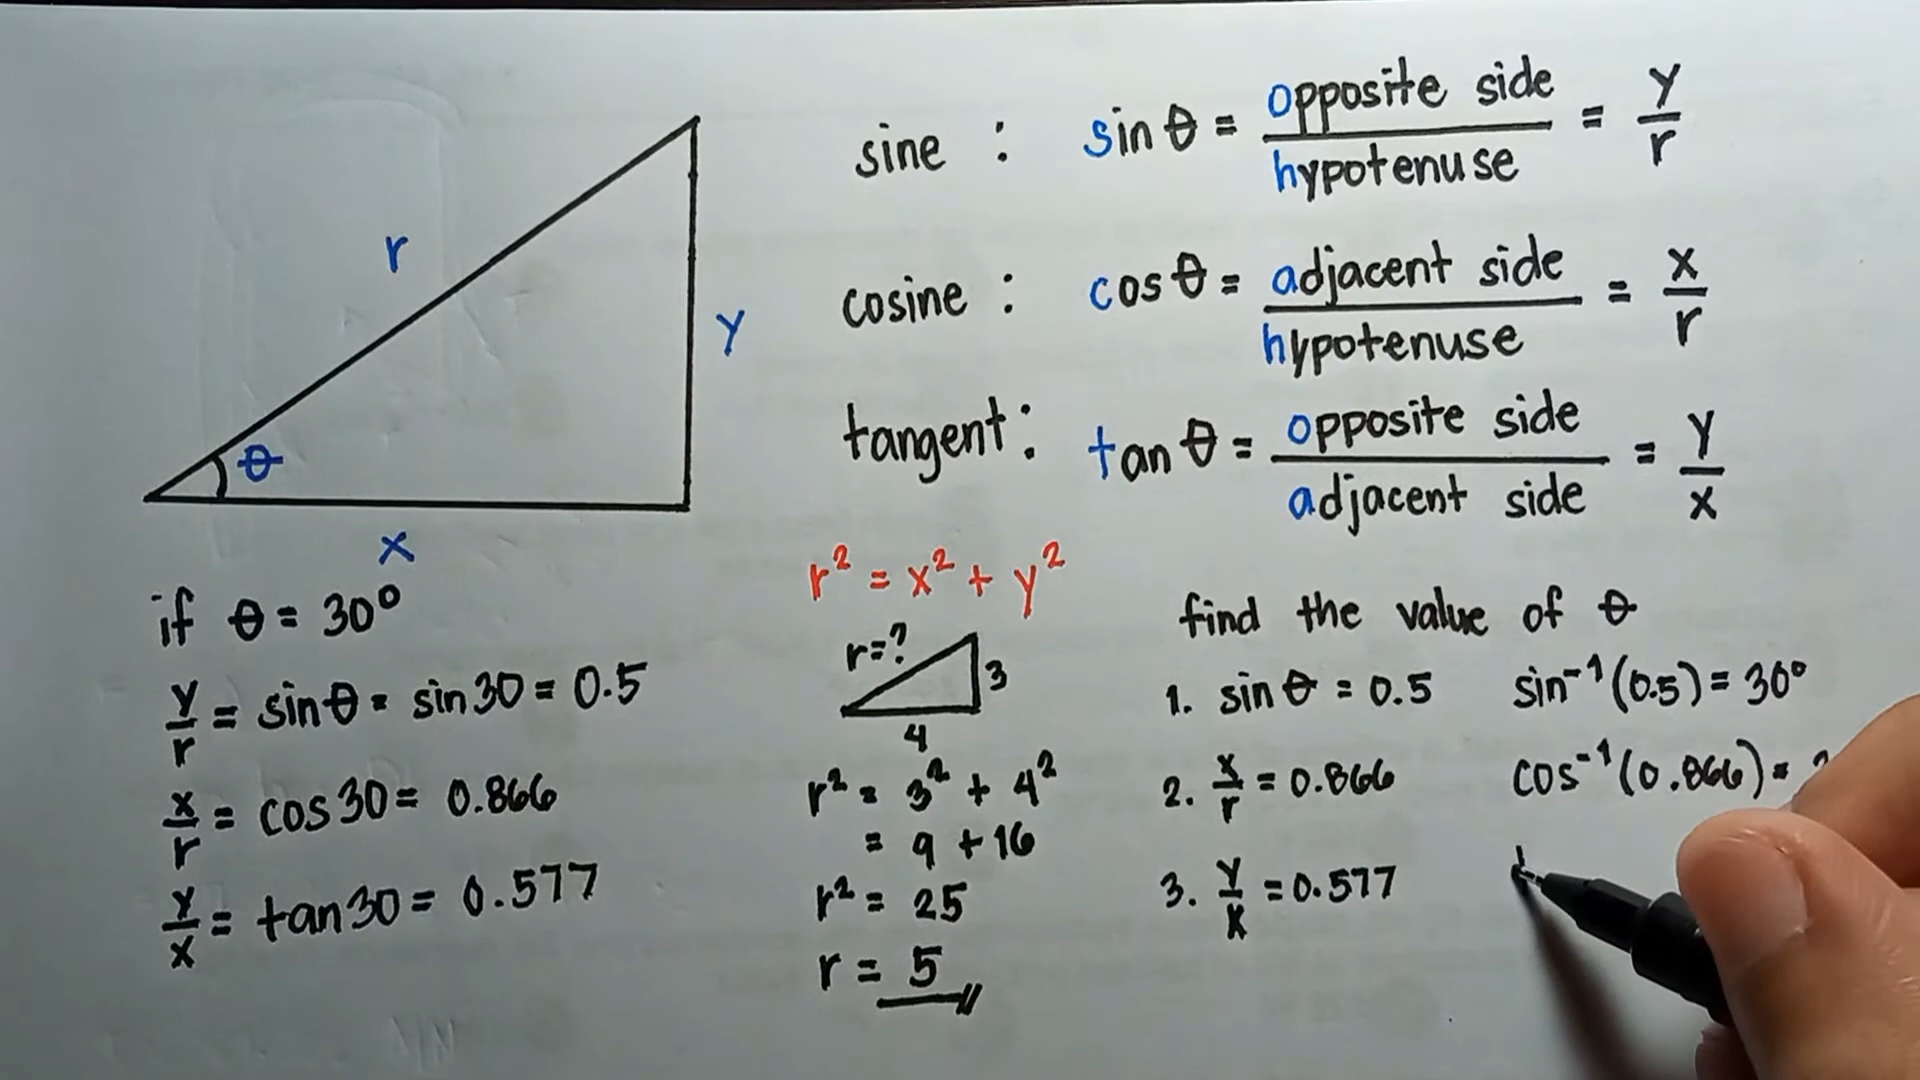 sine : sin θ = opposite side / hypotenuse = y / r
cosine : cos θ = adjacent side / hypotenuse = x / r
tangent : tan θ = opposite side / adjacent side = y / x
r
y
θ
x
if θ = 30°
y/r = sin θ = sin 30 = 0.5
x/r = cos 30 = 0.866
y/x = tan 30 = 0.577
r² = x² + y²
r = ?
3
4
r² = 3² + 4²
= 9 + 16
r² = 25
r = 5
find the value of θ
1. sin θ = 0.5 sin⁻¹(0.5) = 30°
2. x/r = 0.866 cos⁻¹(0.866) =
3. y/x = 0.577